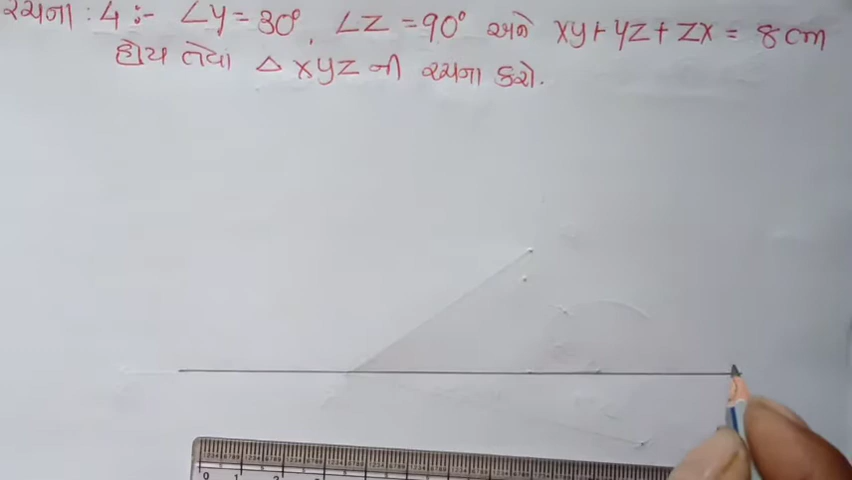 રચના : 4 :- ∠y = 30°, ∠Z = 90° અને xy + yz + zx = 8 cm
હોય તેવા △ xyz ની રચના કરો.